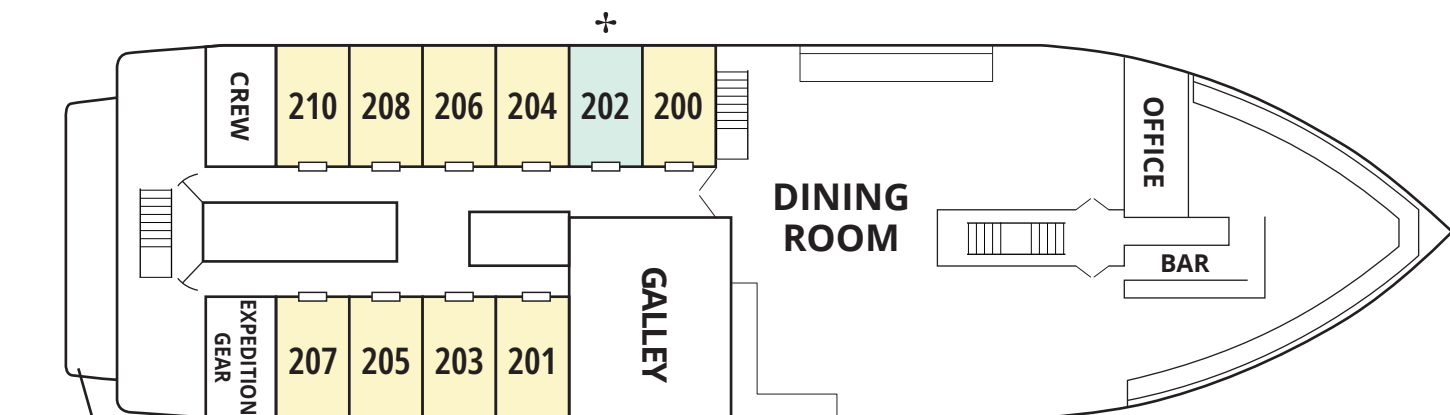 ✢
CREW
210
208
206
204
202
200
OFFICE
DINING
ROOM
BAR
GALLEY
EXPEDITION
GEAR
207
205
203
201